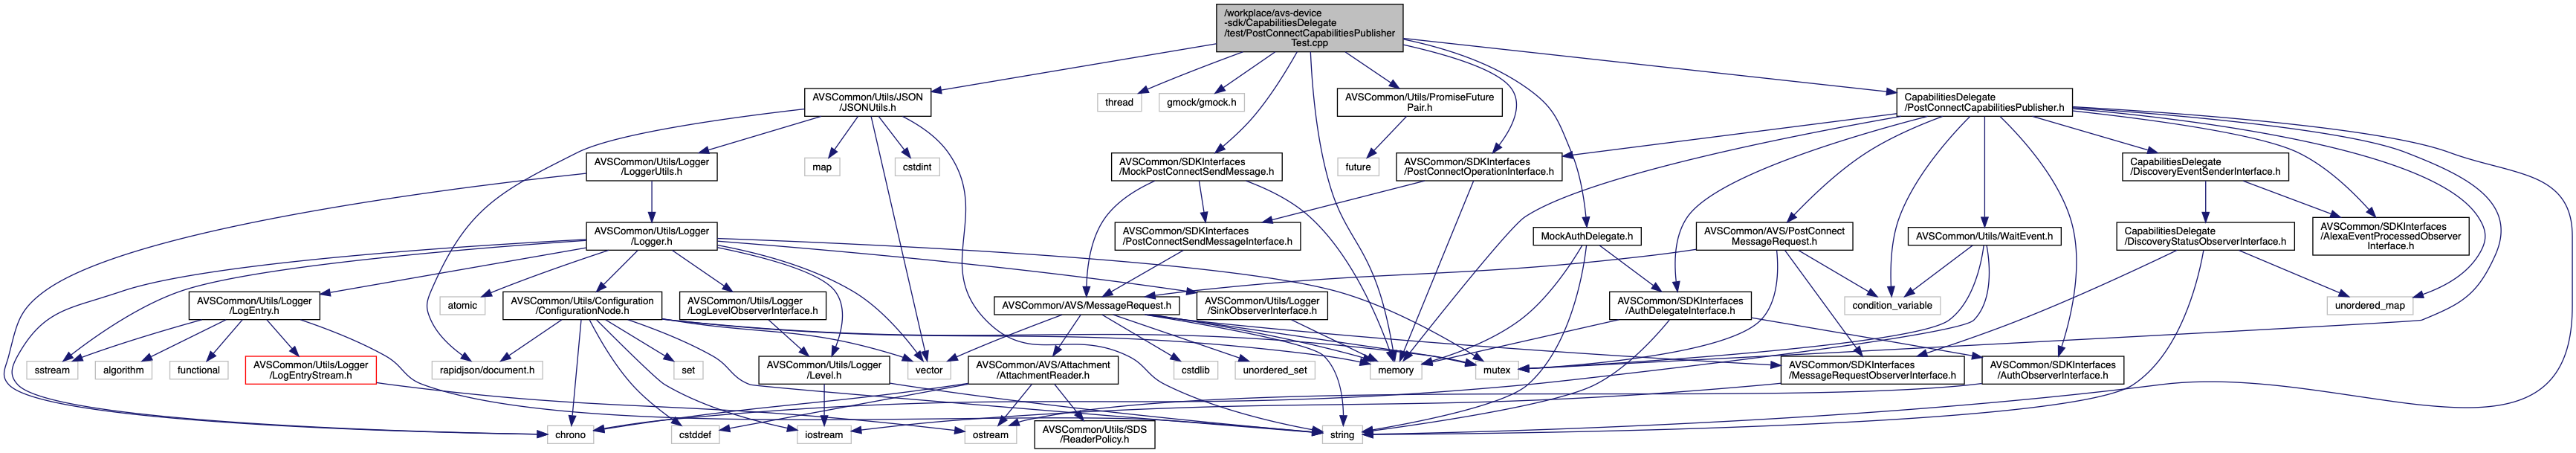 /workplace/avs-device
-sdk/CapabilitiesDelegate
/test/PostConnectCapabilitiesPublisher
Test.cpp
AVSCommon/Utils/JSON
/JSONUtils.h
thread
gmock/gmock.h
AVSCommon/Utils/PromiseFuture
Pair.h
CapabilitiesDelegate
/PostConnectCapabilitiesPublisher.h
AVSCommon/Utils/Logger
/LoggerUtils.h
map
cstdint
AVSCommon/SDKInterfaces
/MockPostConnectSendMessage.h
future
AVSCommon/SDKInterfaces
/PostConnectOperationInterface.h
CapabilitiesDelegate
/DiscoveryEventSenderInterface.h
AVSCommon/Utils/Logger
/Logger.h
AVSCommon/SDKInterfaces
/PostConnectSendMessageInterface.h
MockAuthDelegate.h
AVSCommon/AVS/PostConnect
MessageRequest.h
AVSCommon/Utils/WaitEvent.h
CapabilitiesDelegate
/DiscoveryStatusObserverInterface.h
AVSCommon/SDKInterfaces
/AlexaEventProcessedObserver
Interface.h
AVSCommon/Utils/Logger
/LogEntry.h
atomic
AVSCommon/Utils/Configuration
/ConfigurationNode.h
AVSCommon/Utils/Logger
/LogLevelObserverInterface.h
AVSCommon/AVS/MessageRequest.h
AVSCommon/Utils/Logger
/SinkObserverInterface.h
AVSCommon/SDKInterfaces
/AuthDelegateInterface.h
condition_variable
unordered_map
sstream
algorithm
functional
AVSCommon/Utils/Logger
/LogEntryStream.h
rapidjson/document.h
set
AVSCommon/Utils/Logger
/Level.h
vector
AVSCommon/AVS/Attachment
/AttachmentReader.h
cstdlib
unordered_set
memory
mutex
AVSCommon/SDKInterfaces
/MessageRequestObserverInterface.h
AVSCommon/SDKInterfaces
/AuthObserverInterface.h
chrono
cstddef
iostream
ostream
AVSCommon/Utils/SDS
/ReaderPolicy.h
string